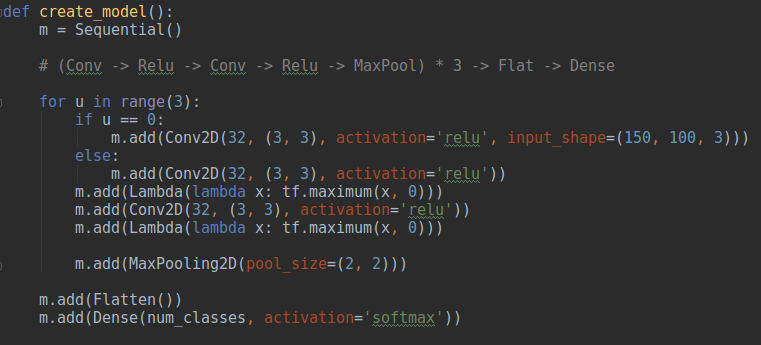 def create_model():
    m = Sequential()
    # (Conv -> Relu -> Conv -> Relu -> MaxPool) * 3 -> Flat -> Dense
    for u in range(3):
        if u == 0:
            m.add(Conv2D(32, (3, 3), activation='relu', input_shape=(150, 100, 3)))
        else:
            m.add(Conv2D(32, (3, 3), activation='relu'))
        m.add(Lambda(lambda x: tf.maximum(x, 0)))
        m.add(Conv2D(32, (3, 3), activation='relu'))
        m.add(Lambda(lambda x: tf.maximum(x, 0)))
        m.add(MaxPooling2D(pool_size=(2, 2)))
    m.add(Flatten())
    m.add(Dense(num_classes, activation='softmax'))